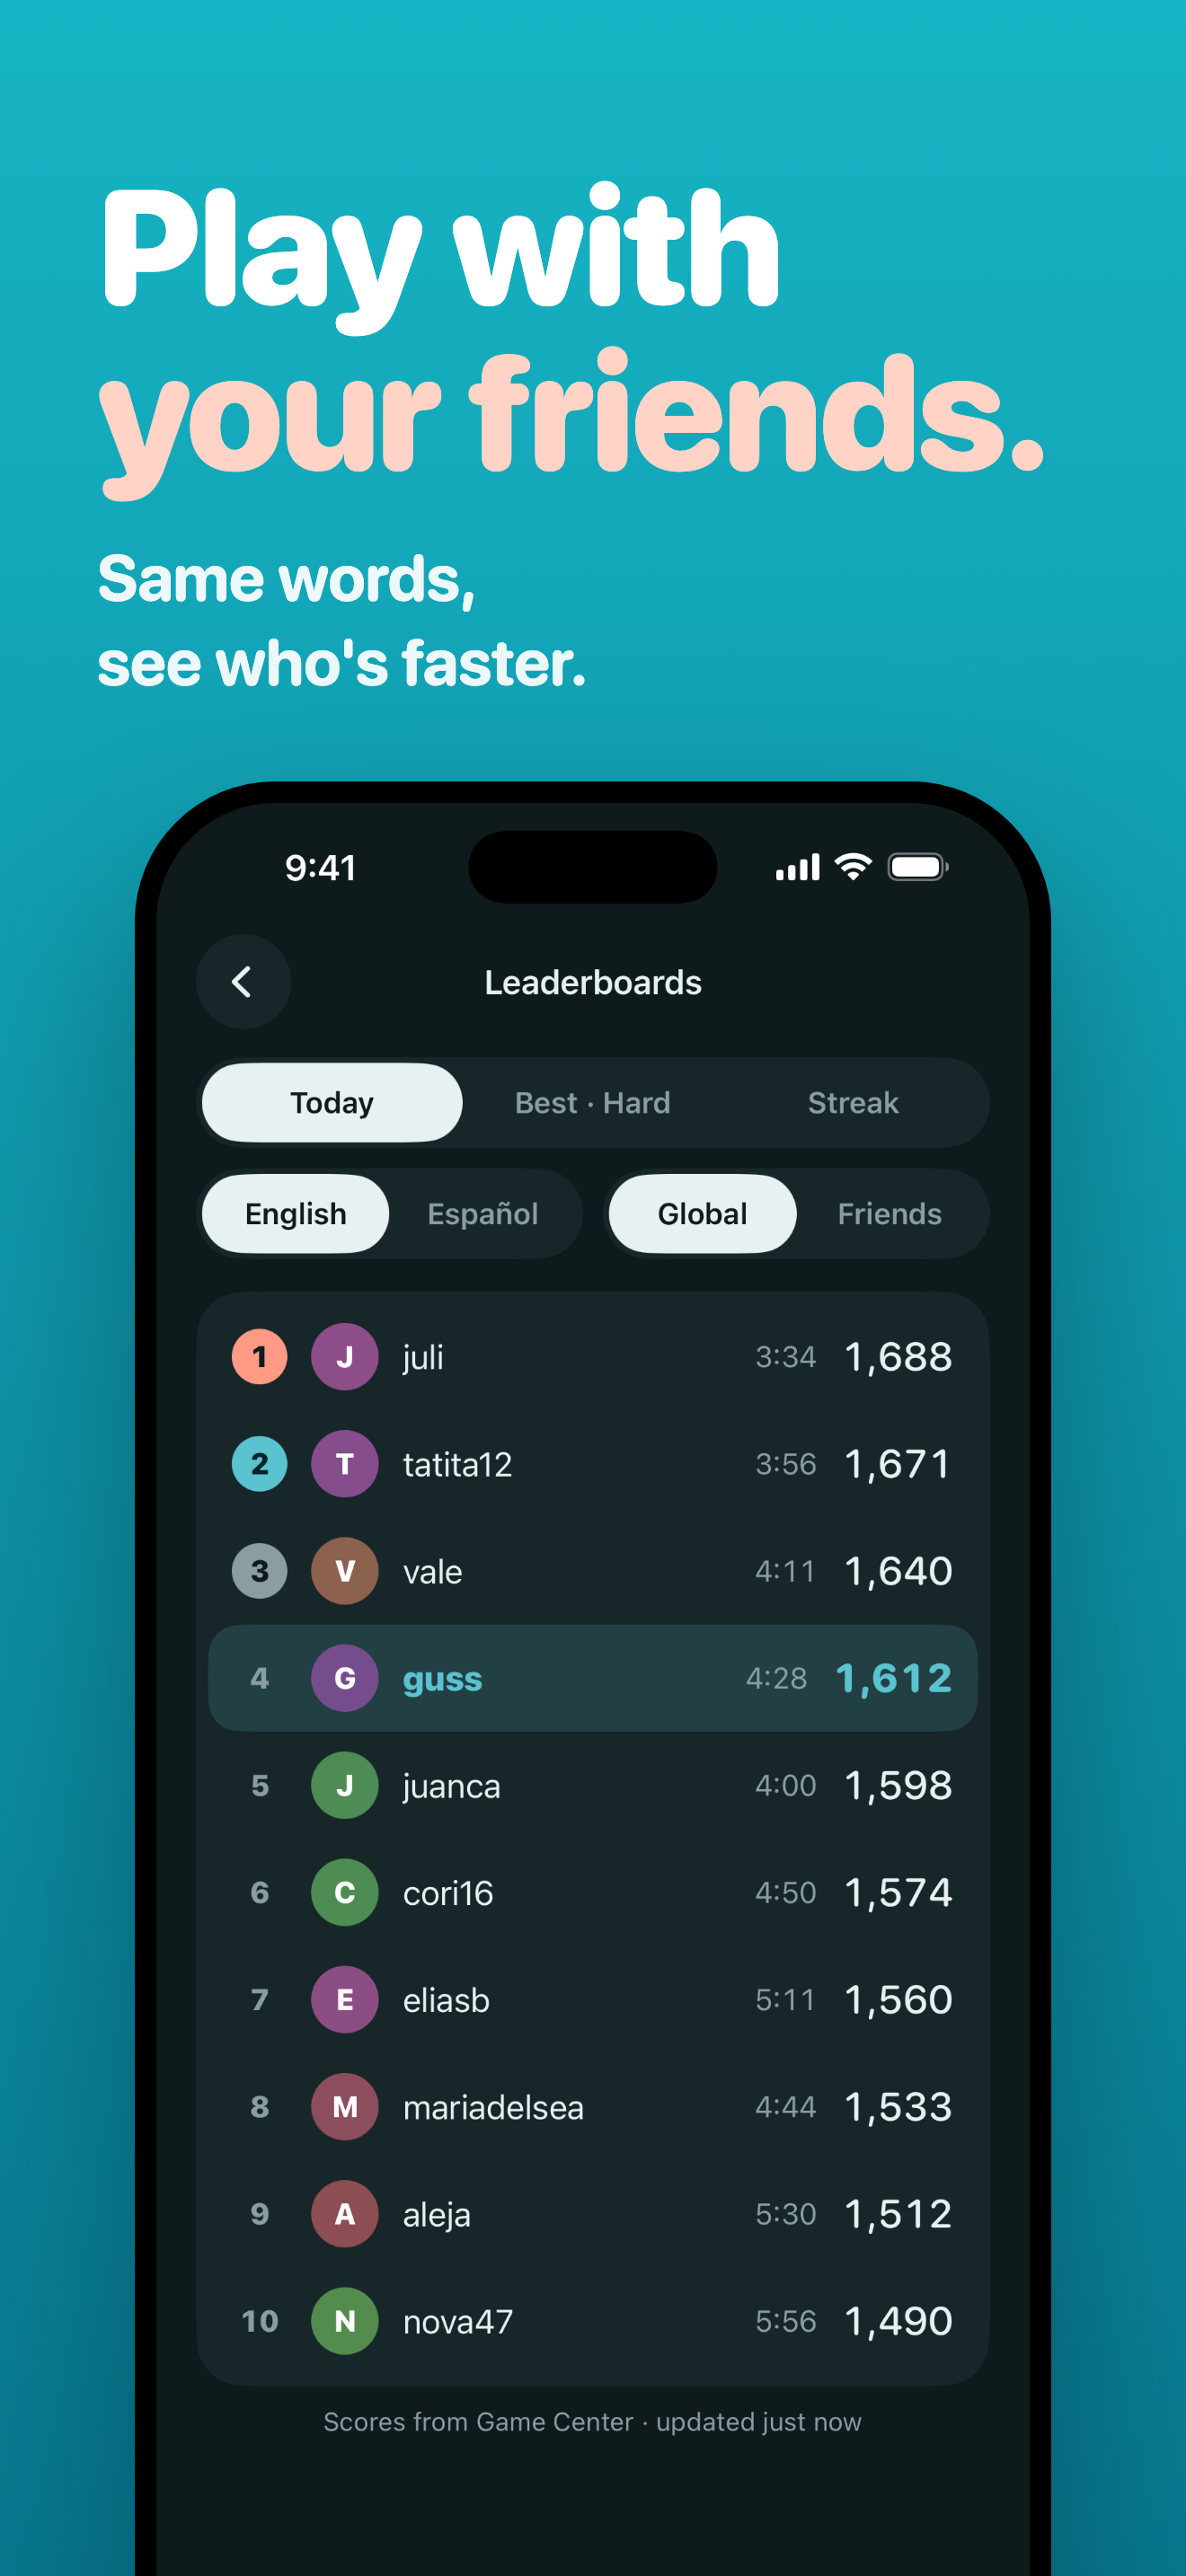 Play with
your friends.
Same words,
see who's faster.
9:41
Leaderboards
Today Best · Hard Streak
English Español Global Friends
1 J juli 3:34 1,688
2 T tatita12 3:56 1,671
3 V vale 4:11 1,640
4 G guss 4:28 1,612
5 J juanca 4:00 1,598
6 C cori16 4:50 1,574
7 E eliasb 5:11 1,560
8 M mariadelsea 4:44 1,533
9 A aleja 5:30 1,512
10 N nova47 5:56 1,490
Scores from Game Center · updated just now